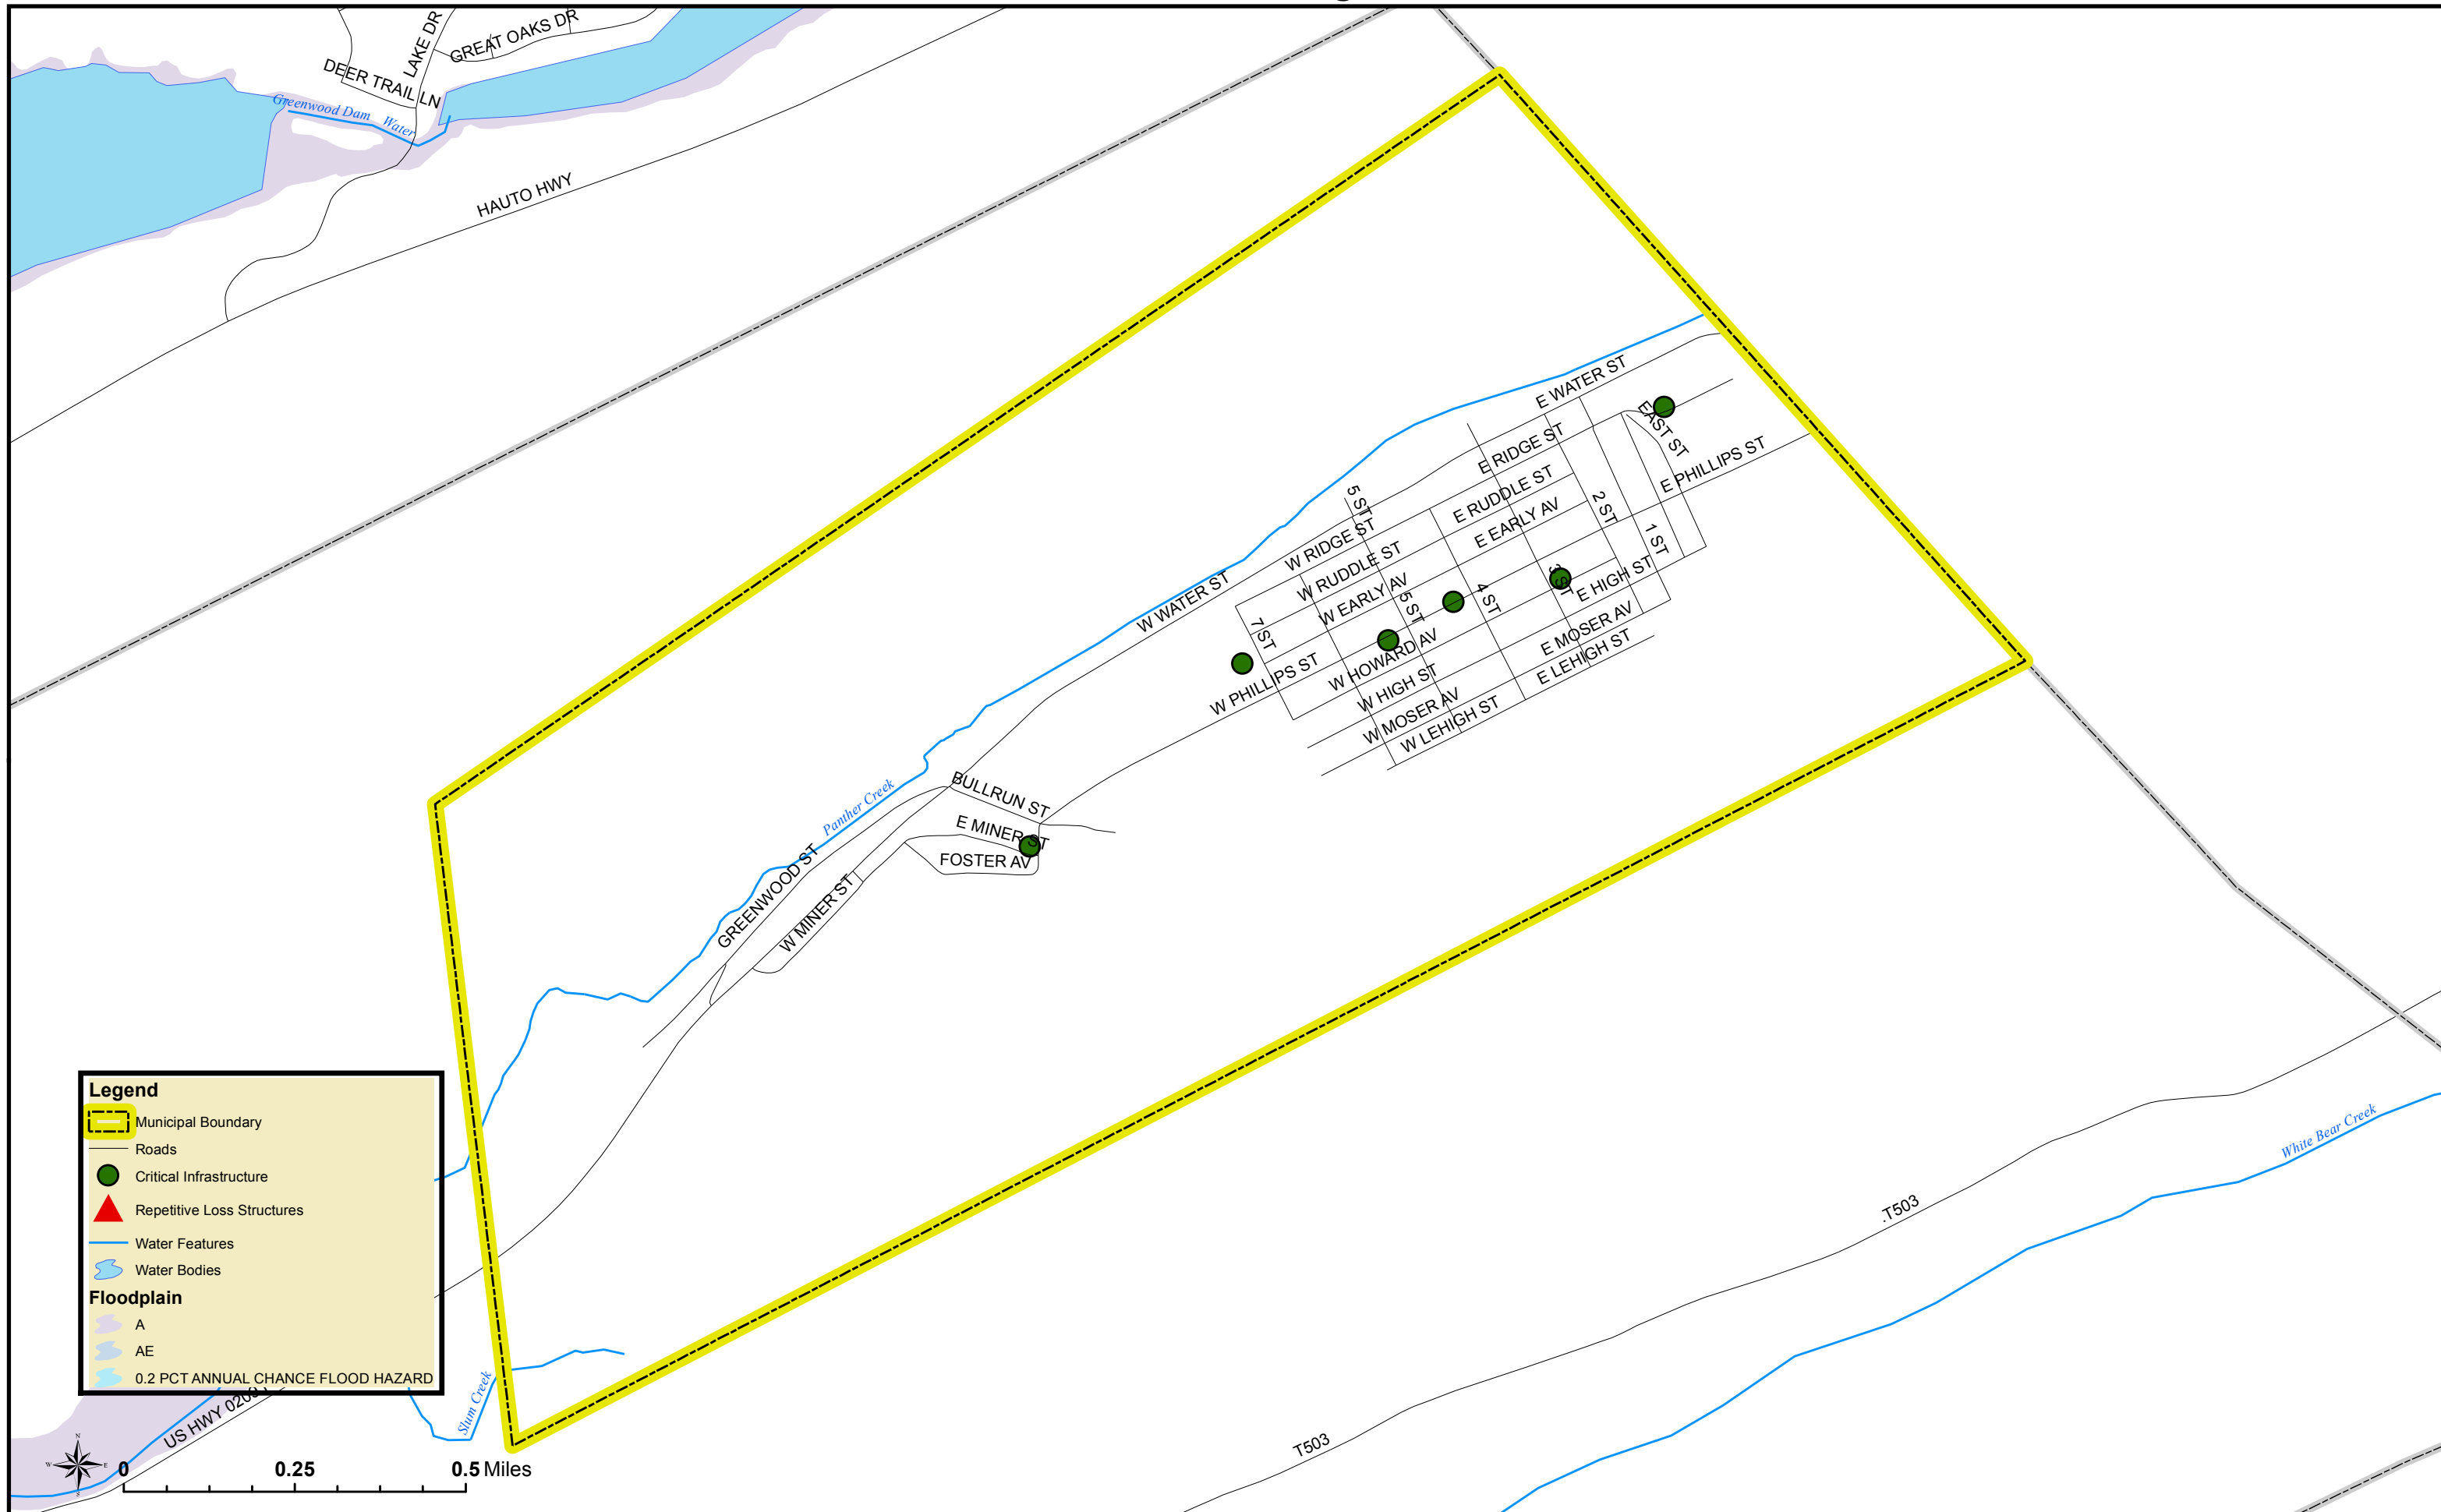 LAKE DR
GREAT OAKS DR
DEER TRAIL LN
Greenwood Dam Water
HAUTO HWY
E WATER ST
EAST ST
E RIDGE ST
E PHILLIPS ST
E RUDDLE ST
5 ST
2 ST
E EARLY AV
1 ST
W RIDGE ST
W RUDDLE ST
W EARLY AV
3 ST
E HIGH ST
W WATER ST
5 ST
4 ST
7 ST
E MOSER AV
W HOWARD AV
E LEHIGH ST
W PHILLIPS ST
W HIGH ST
W MOSER AV
W LEHIGH ST
BULLRUN ST
Panther Creek
E MINER ST
FOSTER AV
GREENWOOD ST
W MINER ST
Legend
Municipal Boundary
Roads
Critical Infrastructure
Repetitive Loss Structures
Water Features
Water Bodies
Floodplain
A
AE
0.2 PCT ANNUAL CHANCE FLOOD HAZARD
White Bear Creek
.T503
T503
Slum Creek
US HWY 0209
N
W E
S
0 0.25 0.5 Miles